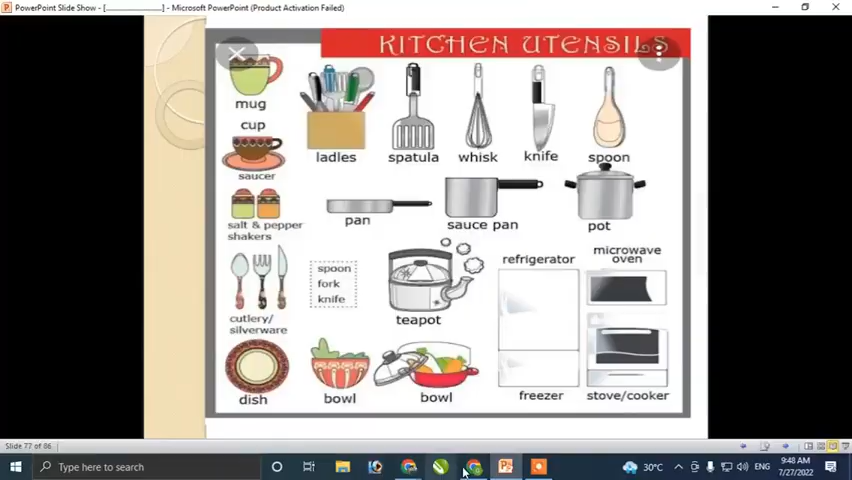 PowerPoint Slide Show - [...................] - Microsoft PowerPoint (Product Activation Failed)
KITCHEN UTENSILS
mug
cup
ladles
spatula
whisk
knife
spoon
saucer
salt & pepper
shakers
pan
sauce pan
pot
refrigerator
microwave
oven
spoon
fork
knife
cutlery/
silverware
teapot
dish
bowl
bowl
freezer
stove/cooker
Slide 77 of 86
Type here to search
30°C
ENG
9:48 AM
7/27/2022